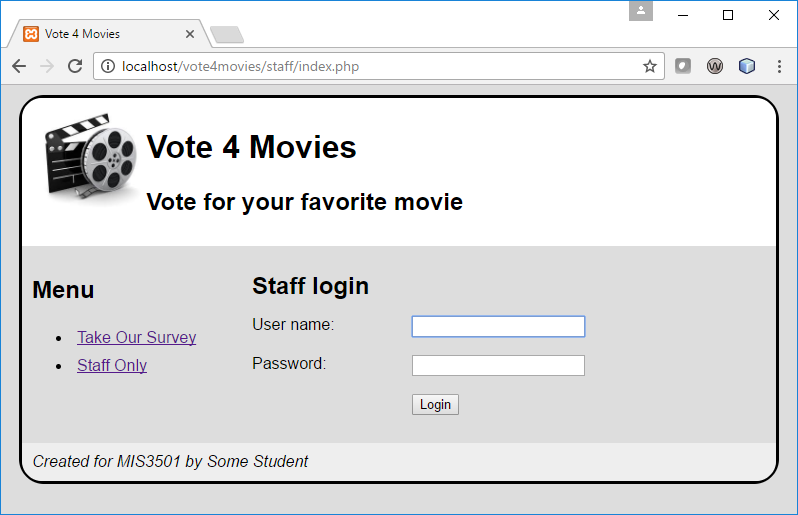 Vote 4 Movies
localhost/vote4movies/staff/index.php
Vote 4 Movies
Vote for your favorite movie
Menu
Take Our Survey
Staff Only
Staff login
User name:
Password:
Login
Created for MIS3501 by Some Student